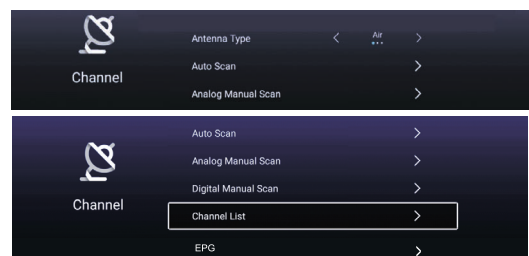 Antenna Type
Air
Auto Scan
Channel
Analog Manual Scan
Auto Scan
Analog Manual Scan
Digital Manual Scan
Channel
Channel List
EPG